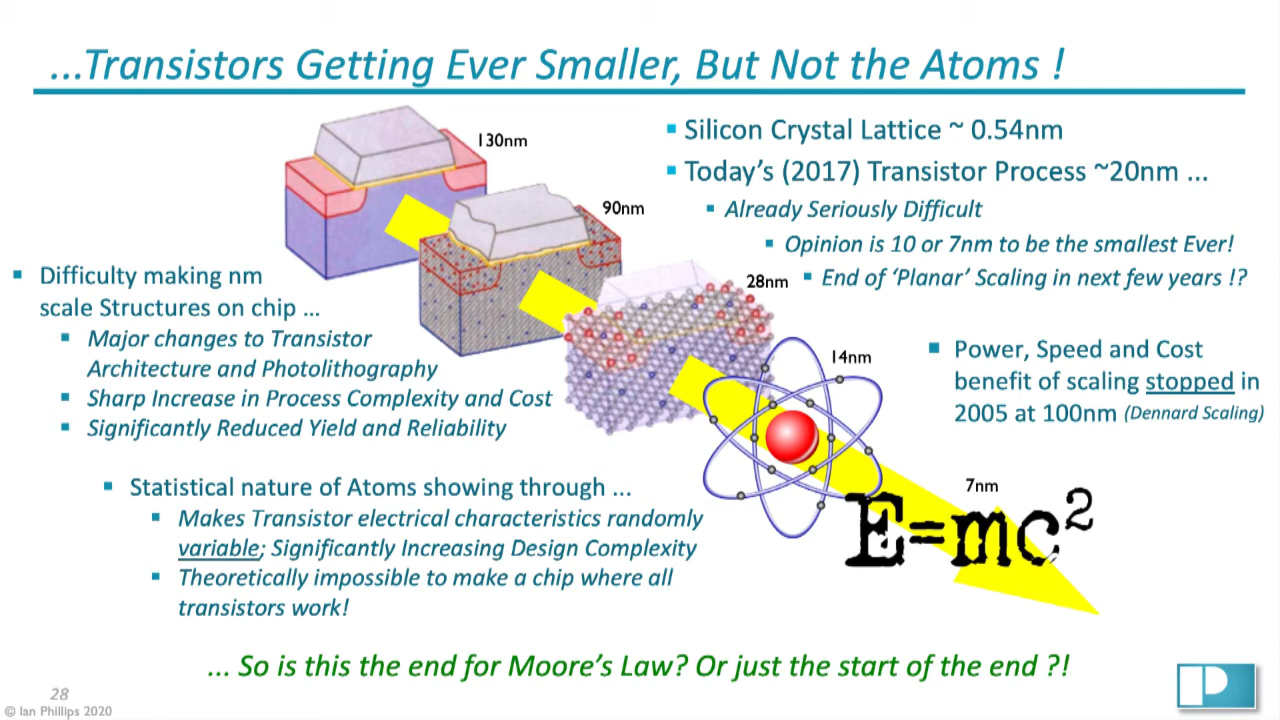 ...Transistors Getting Ever Smaller, But Not the Atoms !
130nm
90nm
28nm
14nm
7nm
E=mc²
▪ Silicon Crystal Lattice ~ 0.54nm
▪ Today's (2017) Transistor Process ~20nm ...
▪ Already Seriously Difficult
▪ Opinion is 10 or 7nm to be the smallest Ever!
▪ End of 'Planar' Scaling in next few years !?
▪ Difficulty making nm
scale Structures on chip ...
▪ Major changes to Transistor
Architecture and Photolithography
▪ Sharp Increase in Process Complexity and Cost
▪ Significantly Reduced Yield and Reliability
▪ Power, Speed and Cost
benefit of scaling stopped in
2005 at 100nm (Dennard Scaling)
▪ Statistical nature of Atoms showing through ...
▪ Makes Transistor electrical characteristics randomly
variable; Significantly Increasing Design Complexity
▪ Theoretically impossible to make a chip where all
transistors work!
... So is this the end for Moore's Law? Or just the start of the end ?!
28
© Ian Phillips 2020
P